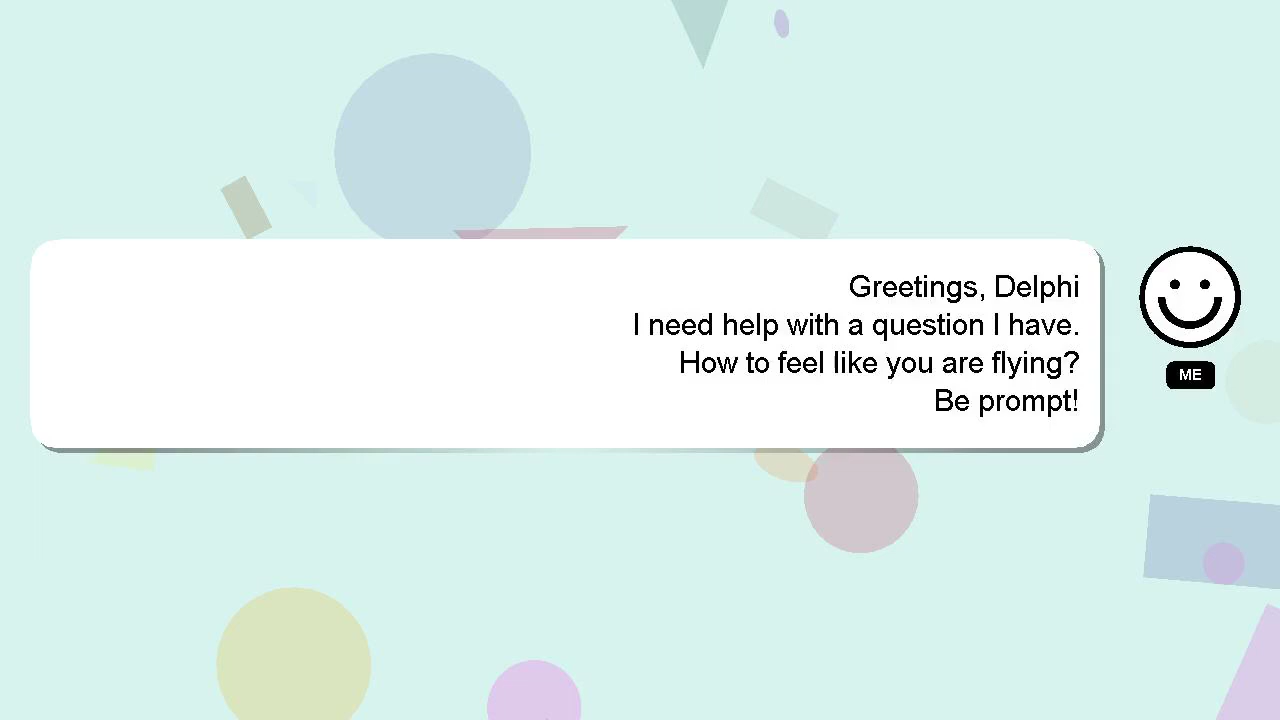 Greetings, Delphi
I need help with a question I have.
How to feel like you are flying?
Be prompt!
ME